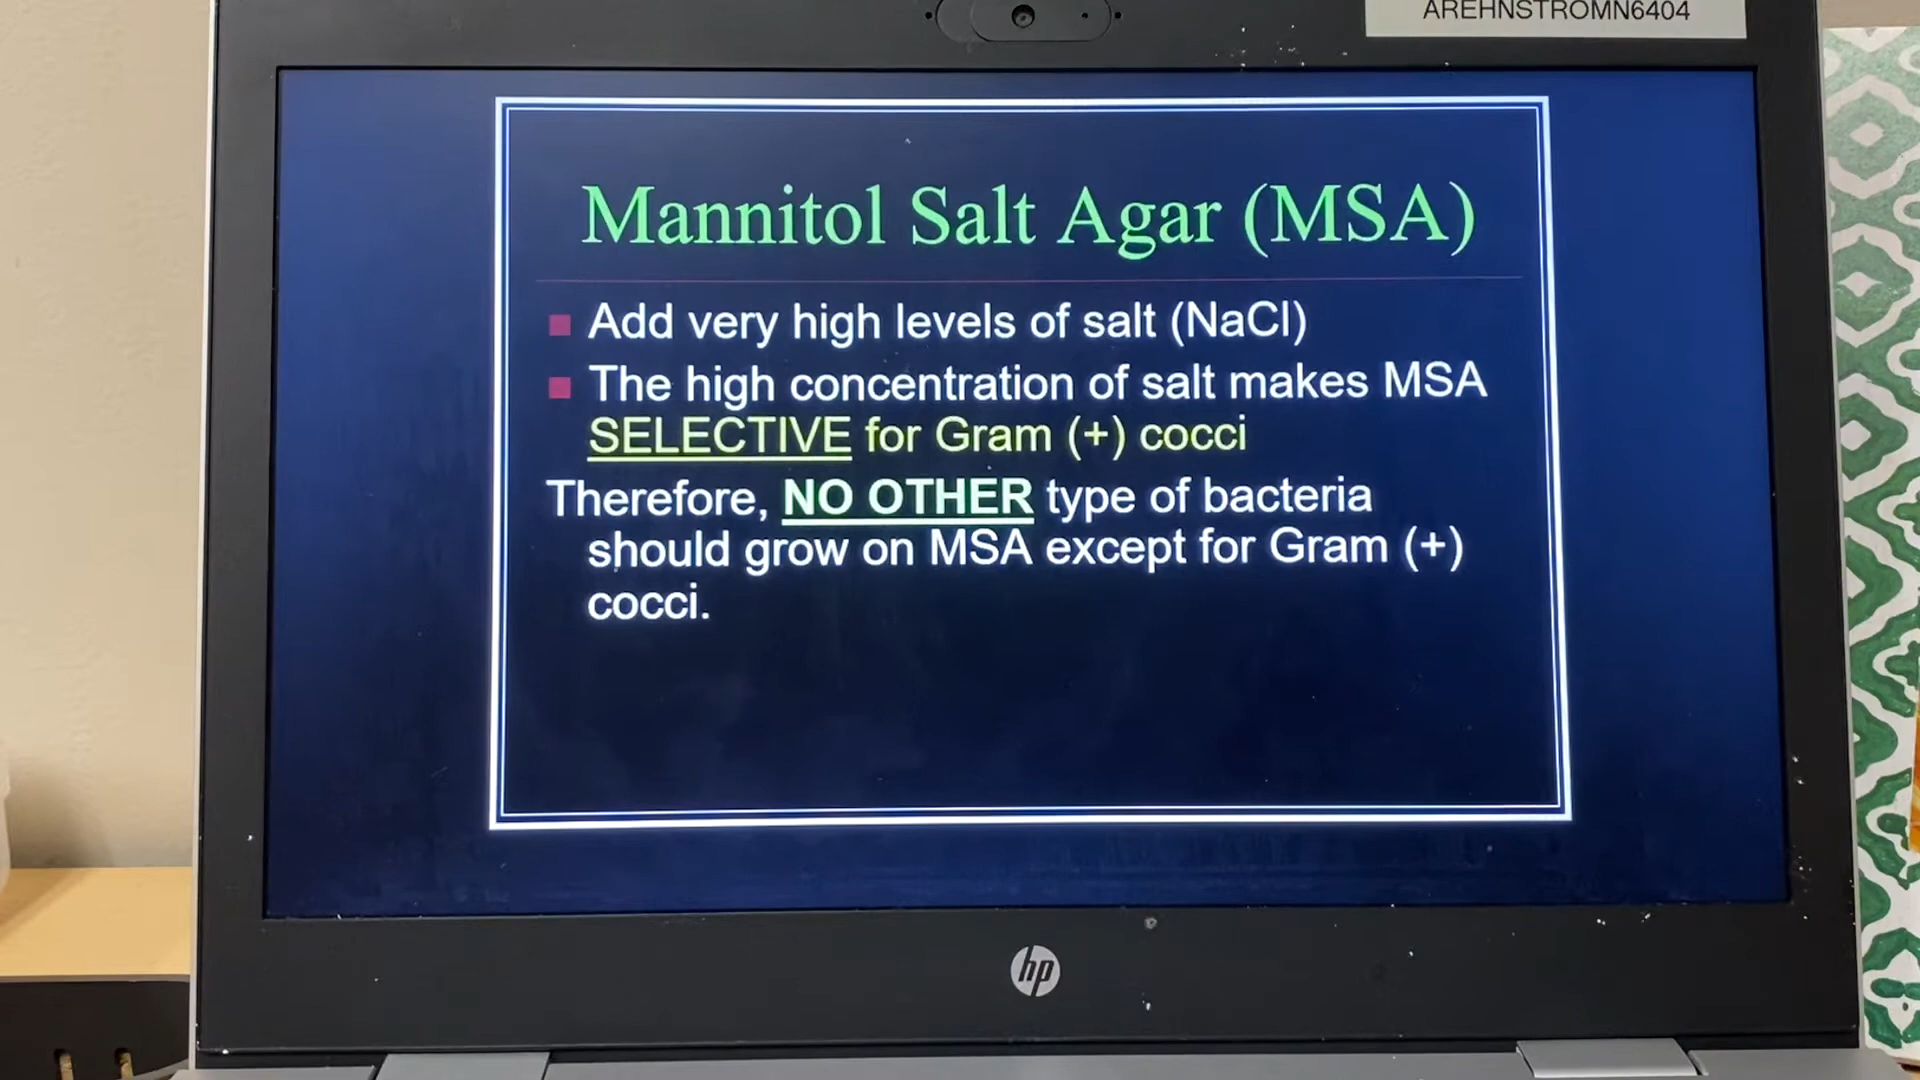 AREHNSTROMN6404
Mannitol Salt Agar (MSA)
Add very high levels of salt (NaCl)
The high concentration of salt makes MSA
SELECTIVE for Gram (+) cocci
Therefore, NO OTHER type of bacteria
should grow on MSA except for Gram (+)
cocci.
hp